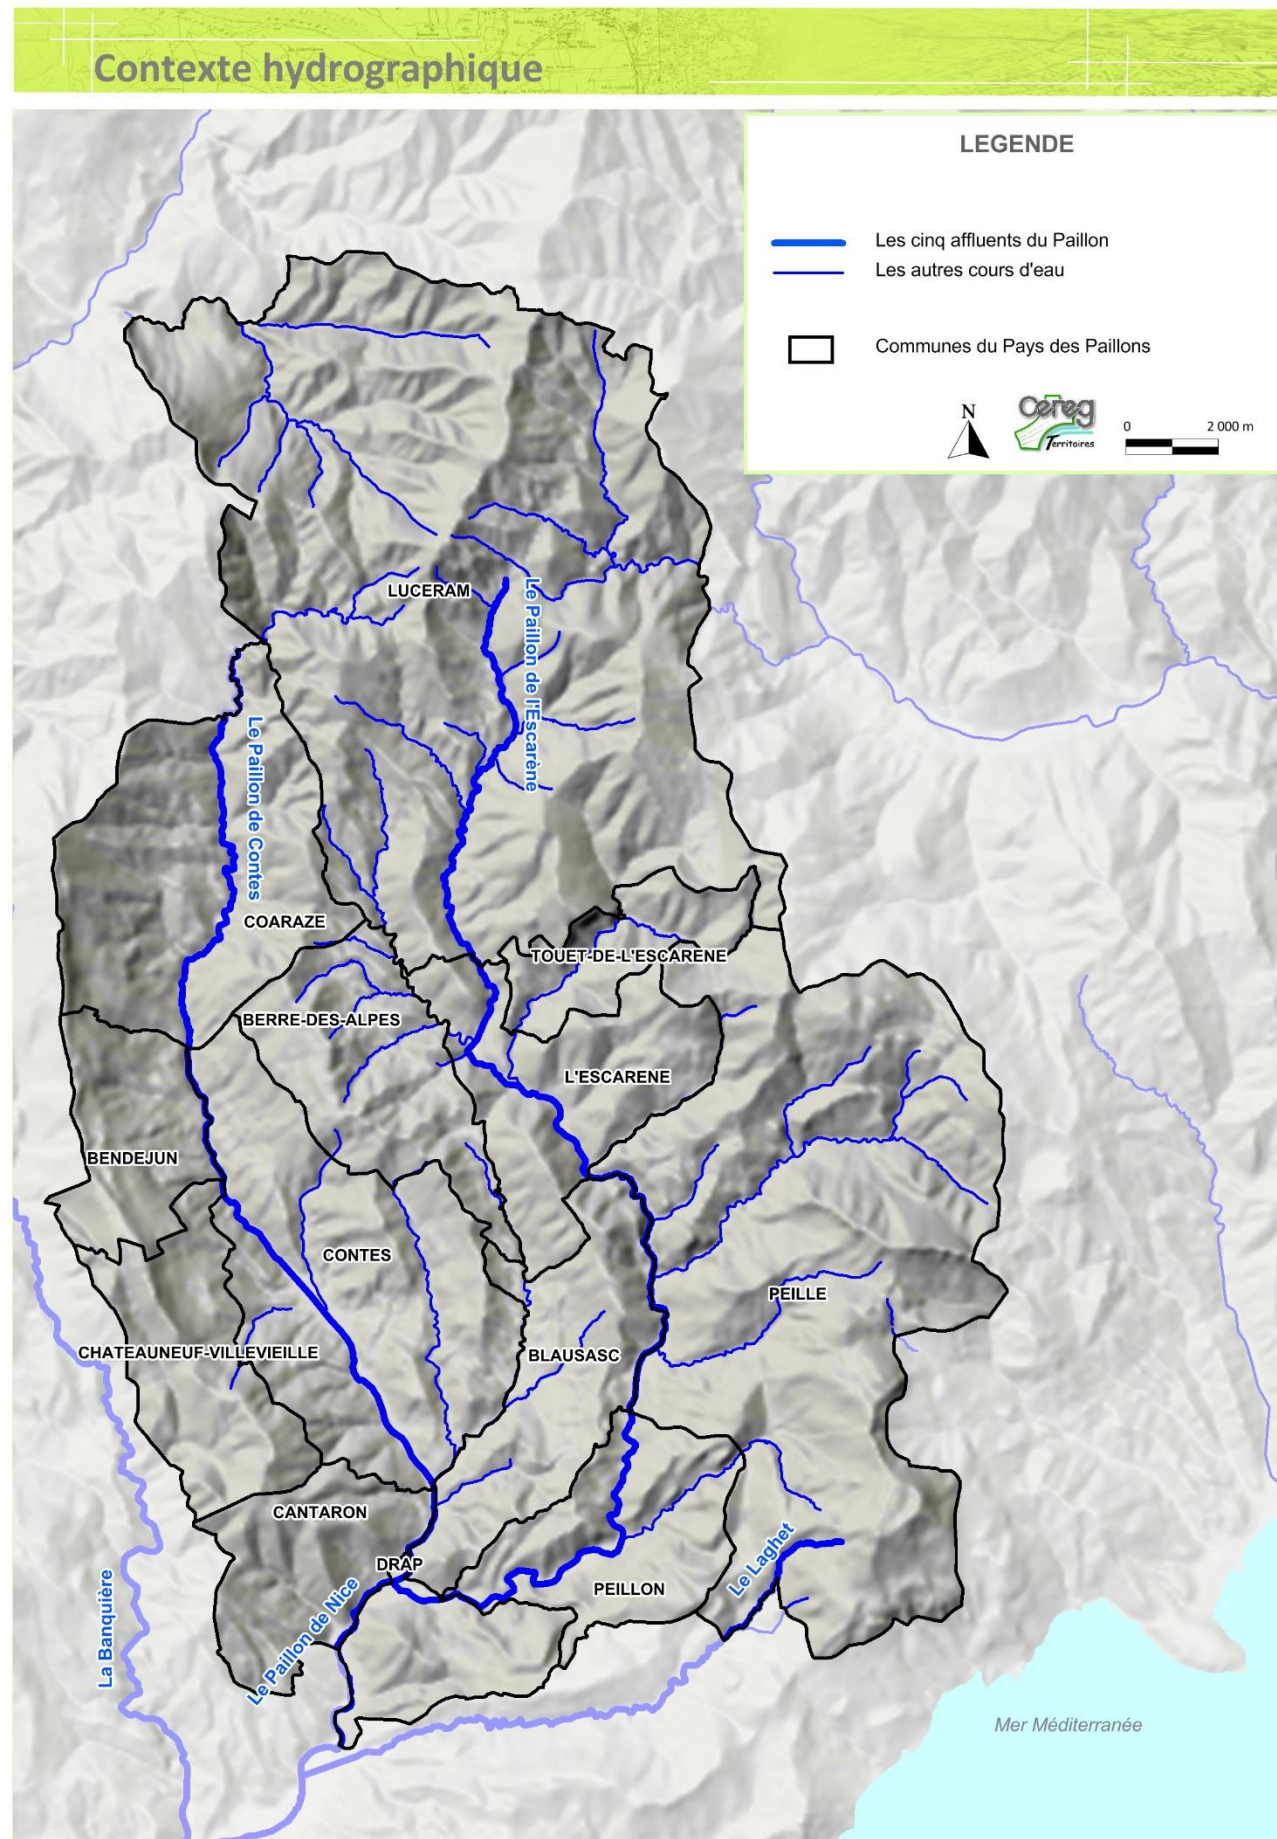 Contexte hydrographique
LEGENDE
Les cinq affluents du Paillon
Les autres cours d'eau
Communes du Pays des Paillons
N
Cereg
Territoires
0 2 000 m
LUCERAM
Le Paillon de l'Escarène
Le Paillon de Contes
COARAZE
TOUET-DE-L'ESCARENE
BERRE-DES-ALPES
L'ESCARENE
BENDEJUN
CONTES
PEILLE
CHATEAUNEUF-VILLEVIEILLE
BLAUSASC
CANTARON
DRAP
PEILLON
Le Laghet
La Banquière
Le Paillon de Nice
Mer Méditerranée